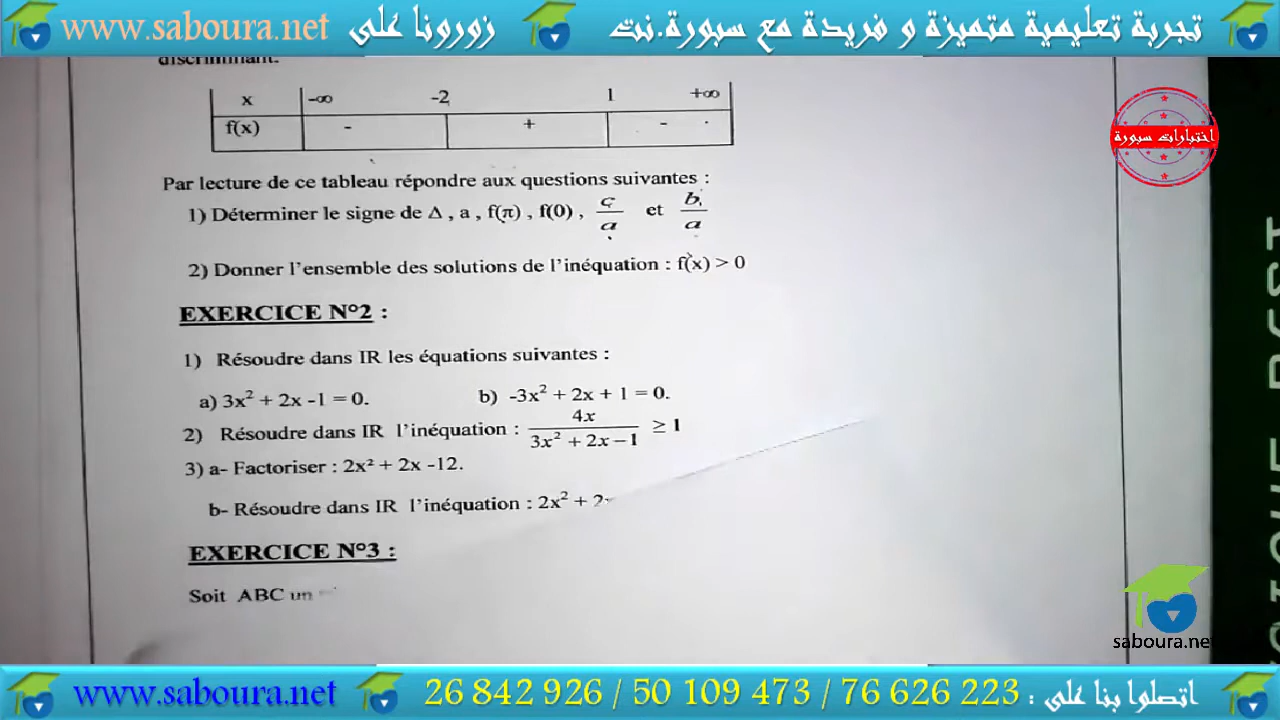 www.saboura.net زورونا على تجربة تعليمية متميزة و فريدة مع سبورة.نت
discriminant.
x -∞ -2 1 +∞
f(x) - + -
اختبارات سبورة
Par lecture de ce tableau répondre aux questions suivantes :
1) Déterminer le signe de Δ , a , f(π) , f(0) , c/a et b/a
2) Donner l'ensemble des solutions de l'inéquation : f(x) > 0
EXERCICE N°2 :
1) Résoudre dans IR les équations suivantes :
a) 3x² + 2x -1 = 0. b) -3x² + 2x + 1 = 0.
2) Résoudre dans IR l'inéquation : 4x / 3x² + 2x – 1 ≥ 1
3) a- Factoriser : 2x² + 2x -12.
b- Résoudre dans IR l'inéquation : 2x² + 2x
EXERCICE N°3 :
Soit ABC un
saboura.net
www.saboura.net 26 842 926 / 50 109 473 / 76 626 223 : اتصلوا بنا على